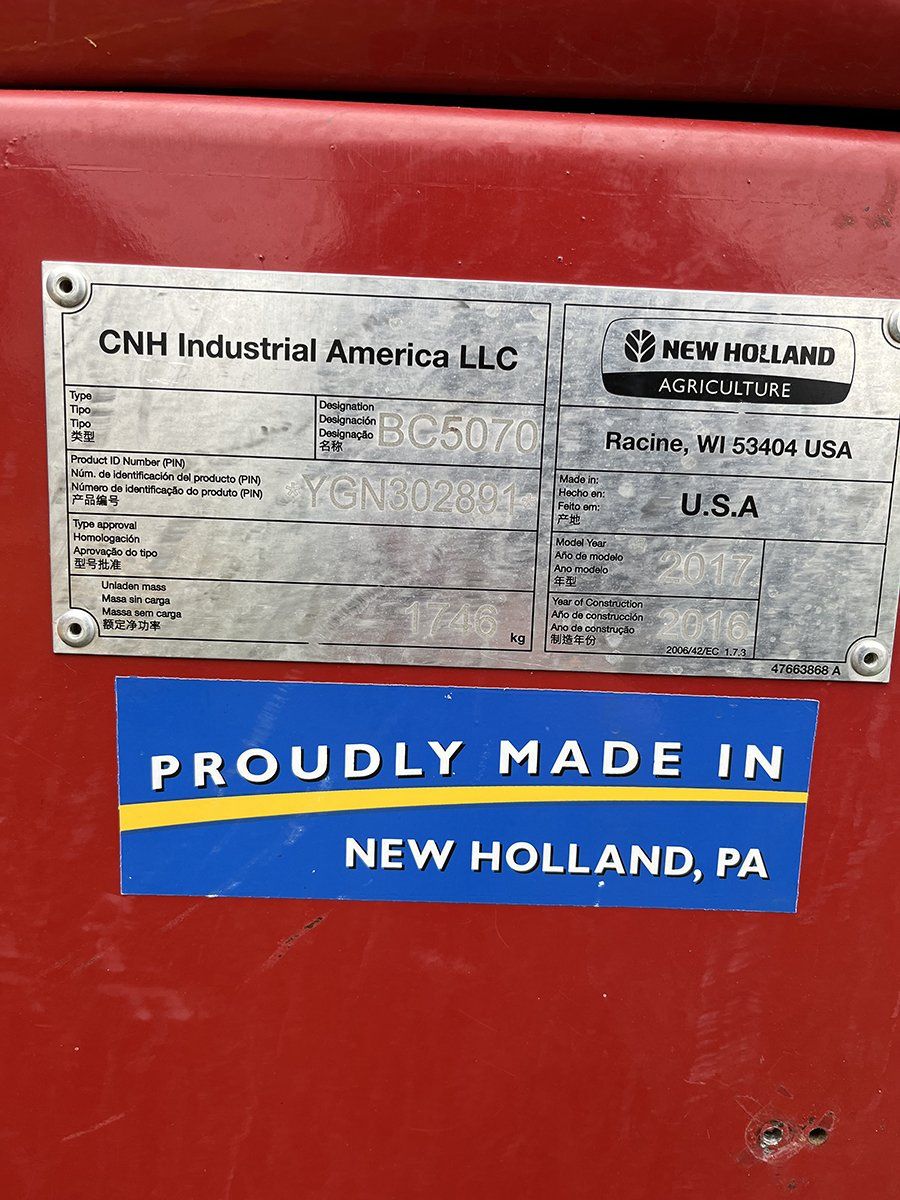 CNH Industrial America LLC
Type
Tipo
Tipo
类型
Designation
Designación
Designação
名称
BC5070
Product ID Number (PIN)
Núm. de identificación del producto (PIN)
Número de identificação do produto (PIN)
产品编号
*YGN302891*
Type approval
Homologación
Aprovação do tipo
型号批准
Unladen mass
Masa sin carga
Massa sem carga
额定净功率
1746
kg
NEW HOLLAND
AGRICULTURE
Racine, WI 53404 USA
Made in:
Hecho en:
Feito em:
产地
U.S.A
Model Year
Año de modelo
Ano modelo
年型
2017
Year of Construction
Año de construcción
Ano de construção
制造年份
2016
2006/42/EC 1.7.3
47663868 A
PROUDLY MADE IN
NEW HOLLAND, PA